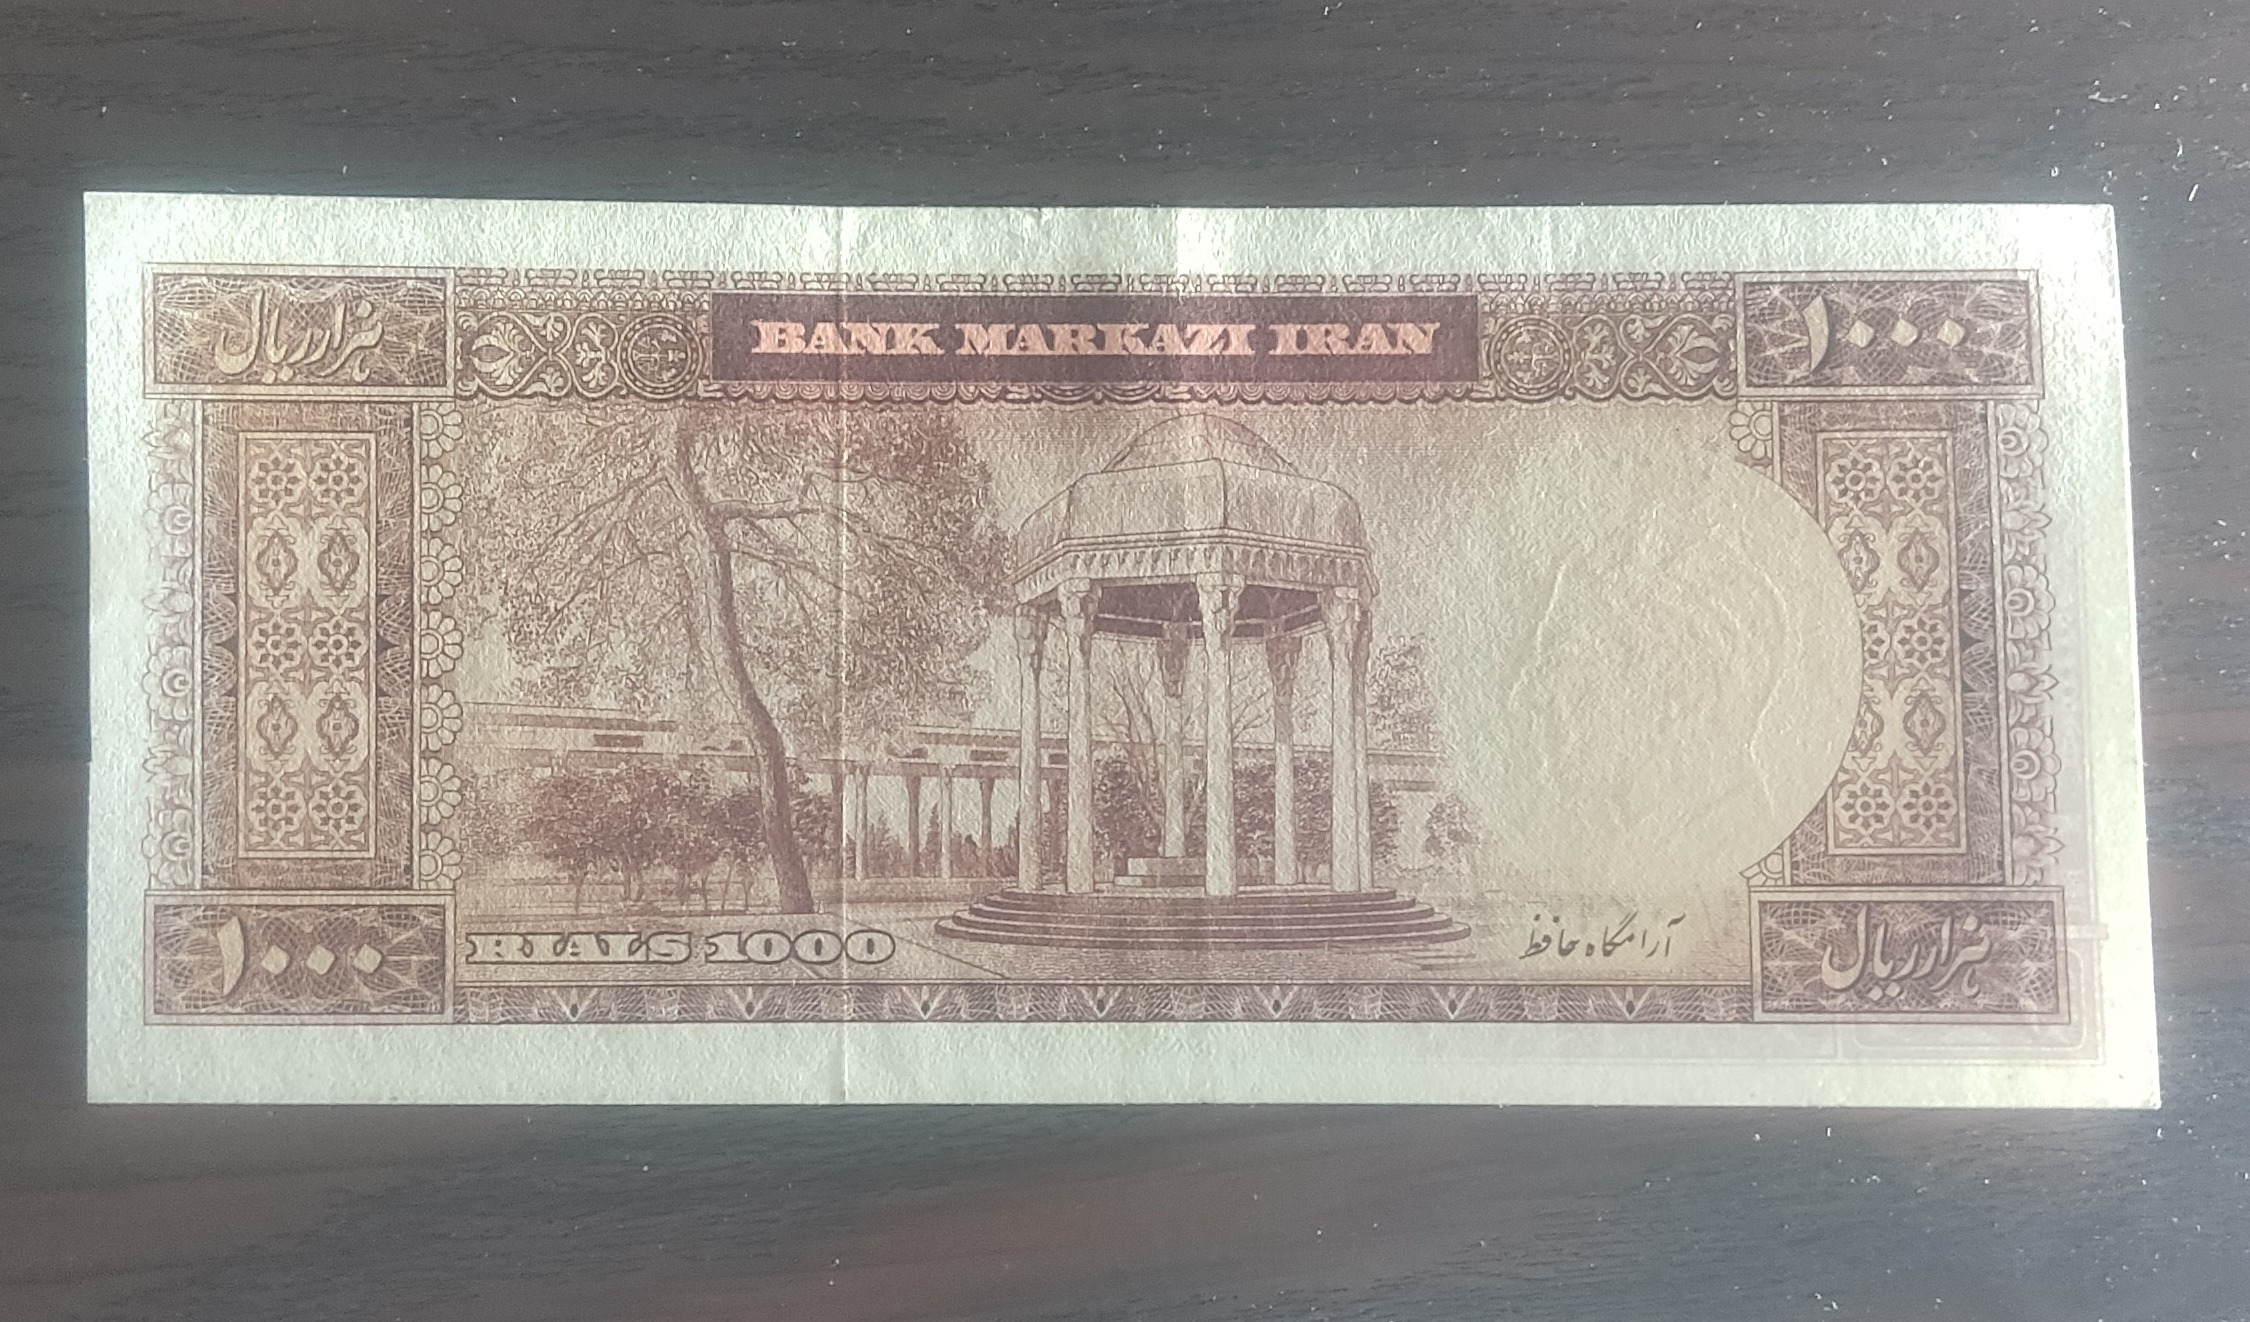 هزار ریال
BANK MARKAZI IRAN
۱۰۰۰
۱۰۰۰
RIALS 1000
آرامگاه حافظ
هزار ریال